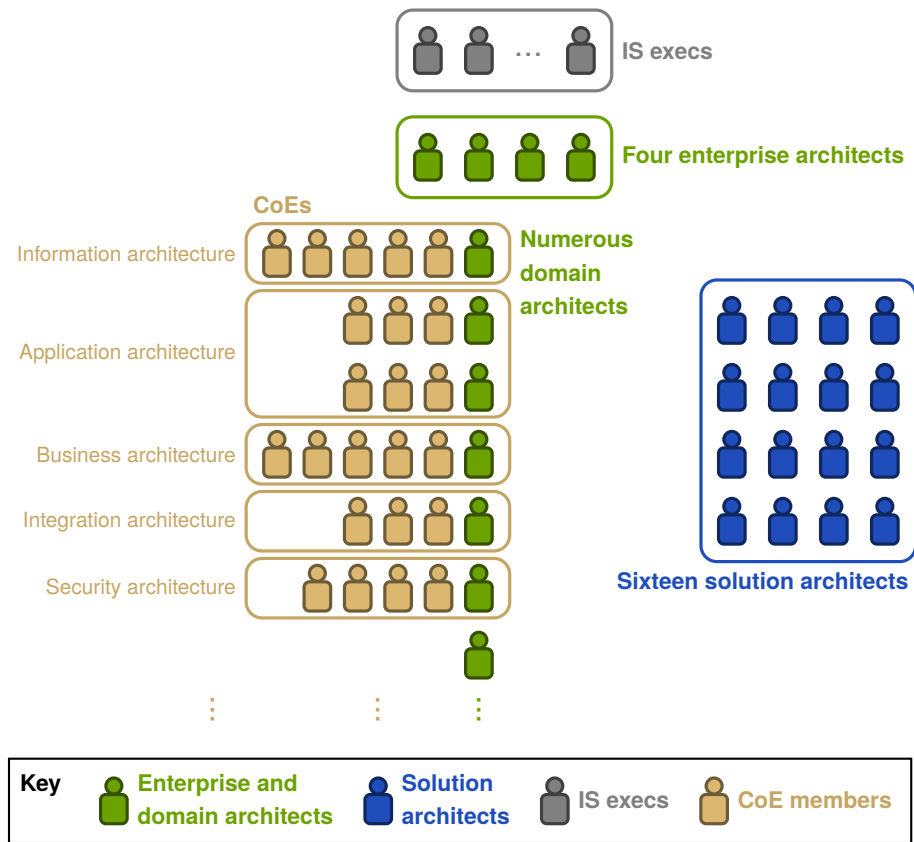 IS execs
Four enterprise architects
CoEs
Numerous
domain
architects
Information architecture
Application architecture
Business architecture
Integration architecture
Security architecture
Sixteen solution architects
Key
Enterprise and
domain architects
Solution
architects
IS execs
CoE members